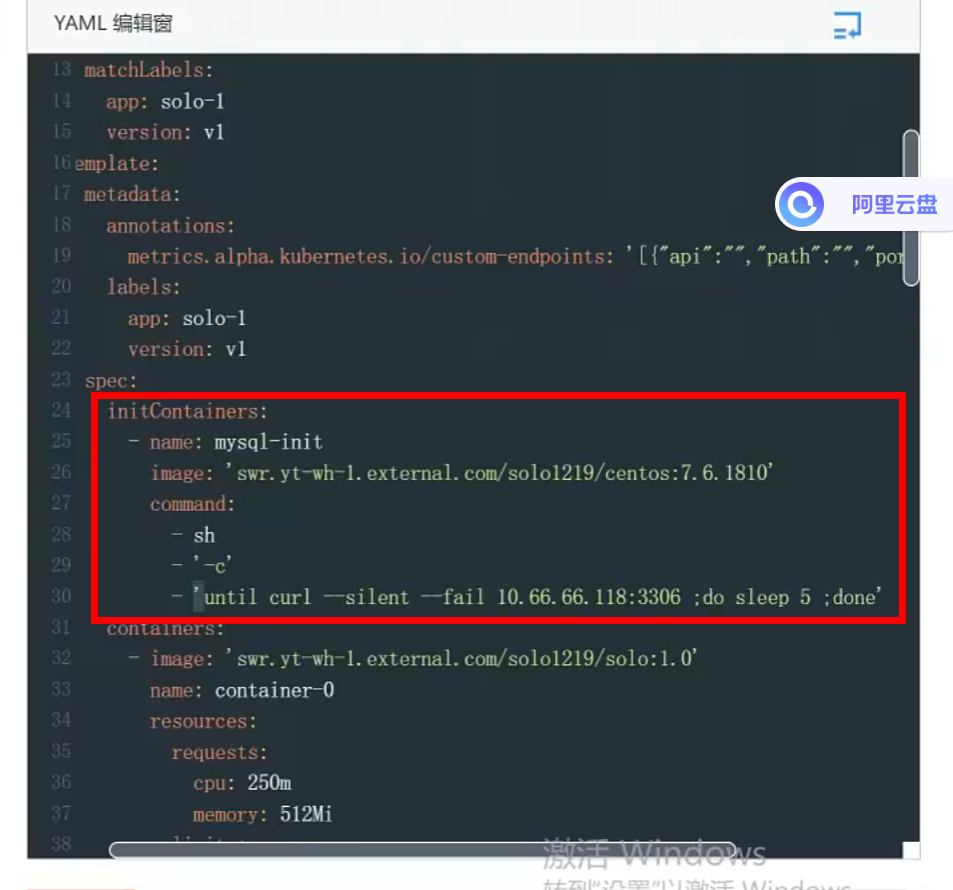 YAML 编辑窗
13 matchLabels:
14 app: solo-1
15 version: v1
16 emplate:
17 metadata:
阿里云盘
18 annotations:
19 metrics.alpha.kubernetes.io/custom-endpoints: '[{"api":"","path":"","por
20 labels:
21 app: solo-1
22 version: v1
23 spec:
24 initContainers:
25 - name: mysql-init
26 image: 'swr.yt-wh-1.external.com/solo1219/centos:7.6.1810'
27 command:
28 - sh
29 - '-c'
30 - 'until curl --silent --fail 10.66.66.118:3306 ;do sleep 5 ;done'
31 containers:
32 - image: 'swr.yt-wh-1.external.com/solo1219/solo:1.0'
33 name: container-0
34 resources:
35 requests:
36 cpu: 250m
37 memory: 512Mi
38
激活 Windows
转到"设置"以激活 Windows